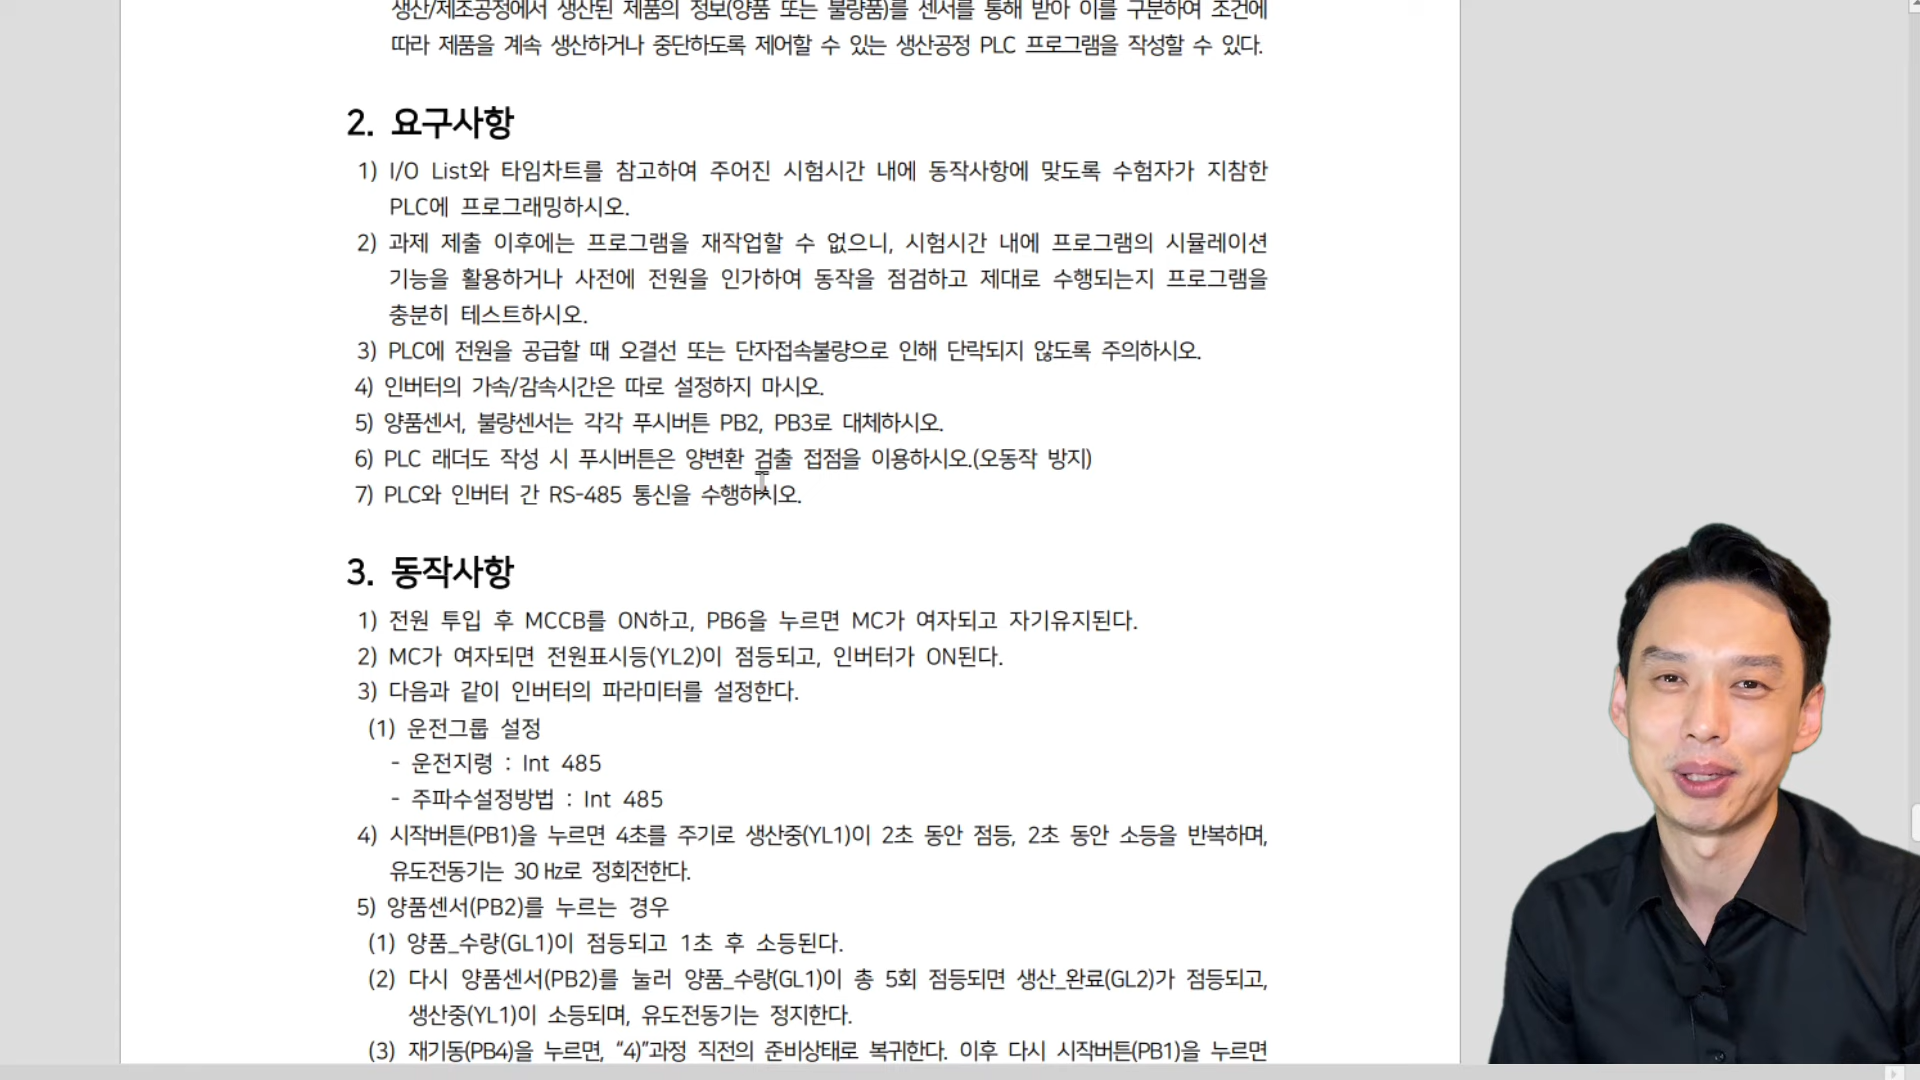 생산/제조공정에서 생산된 제품의 정보(양품 또는 불량품)를 센서를 통해 받아 이를 구분하여 조건에
따라 제품을 계속 생산하거나 중단하도록 제어할 수 있는 생산공정 PLC 프로그램을 작성할 수 있다.
2. 요구사항
1) I/O List와 타임차트를 참고하여 주어진 시험시간 내에 동작사항에 맞도록 수험자가 지참한
PLC에 프로그래밍하시오.
2) 과제 제출 이후에는 프로그램을 재작업할 수 없으니, 시험시간 내에 프로그램의 시뮬레이션
기능을 활용하거나 사전에 전원을 인가하여 동작을 점검하고 제대로 수행되는지 프로그램을
충분히 테스트하시오.
3) PLC에 전원을 공급할 때 오결선 또는 단자접속불량으로 인해 단락되지 않도록 주의하시오.
4) 인버터의 가속/감속시간은 따로 설정하지 마시오.
5) 양품센서, 불량센서는 각각 푸시버튼 PB2, PB3로 대체하시오.
6) PLC 래더도 작성 시 푸시버튼은 양변환 검출 접점을 이용하시오.(오동작 방지)
7) PLC와 인버터 간 RS-485 통신을 수행하시오.
3. 동작사항
1) 전원 투입 후 MCCB를 ON하고, PB6을 누르면 MC가 여자되고 자기유지된다.
2) MC가 여자되면 전원표시등(YL2)이 점등되고, 인버터가 ON된다.
3) 다음과 같이 인버터의 파라미터를 설정한다.
(1) 운전그룹 설정
- 운전지령 : Int 485
- 주파수설정방법 : Int 485
4) 시작버튼(PB1)을 누르면 4초를 주기로 생산중(YL1)이 2초 동안 점등, 2초 동안 소등을 반복하며,
유도전동기는 30㎐로 정회전한다.
5) 양품센서(PB2)를 누르는 경우
(1) 양품_수량(GL1)이 점등되고 1초 후 소등된다.
(2) 다시 양품센서(PB2)를 눌러 양품_수량(GL1)이 총 5회 점등되면 생산_완료(GL2)가 점등되고,
생산중(YL1)이 소등되며, 유도전동기는 정지한다.
(3) 재기동(PB4)을 누르면, “4)”과정 직전의 준비상태로 복귀한다. 이후 다시 시작버튼(PB1)을 누르면